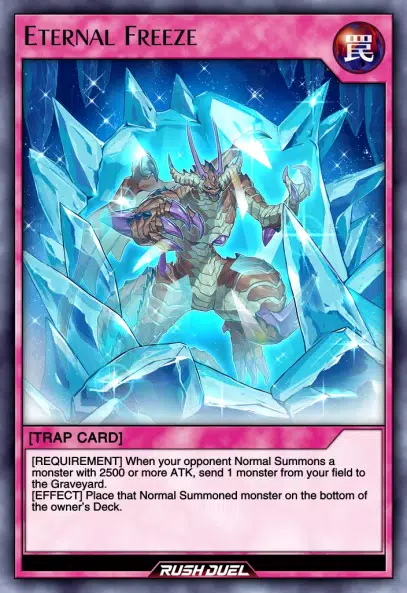 ETERNAL FREEZE
罠
[TRAP CARD]
[REQUIREMENT] When your opponent Normal Summons a
monster with 2500 or more ATK, send 1 monster from your field to
the Graveyard.
[EFFECT] Place that Normal Summoned monster on the bottom of
the owner's Deck.
RUSH DUEL